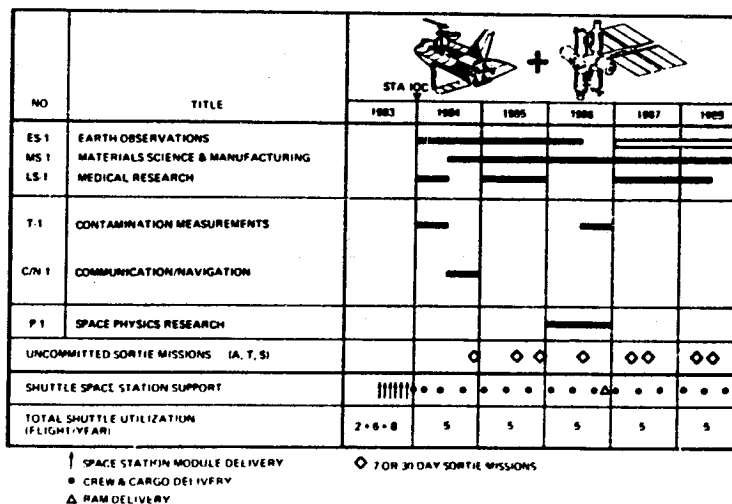 STA IOC
NO TITLE 1983 1984 1985 1986 1987 1989
ES 1 EARTH OBSERVATIONS
MS 1 MATERIALS SCIENCE & MANUFACTURING
LS 1 MEDICAL RESEARCH
T-1 CONTAMINATION MEASUREMENTS
C/N 1 COMMUNICATION/NAVIGATION
P 1 SPACE PHYSICS RESEARCH
UNCOMMITTED SORTIE MISSIONS (A, T, S)
SHUTTLE SPACE STATION SUPPORT
TOTAL SHUTTLE UTILIZATION
(FLIGHT/YEAR) 2 + 6 = 8 5 5 5 5 5
SPACE STATION MODULE DELIVERY 7 OR 30 DAY SORTIE MISSIONS
CREW & CARGO DELIVERY
RAM DELIVERY